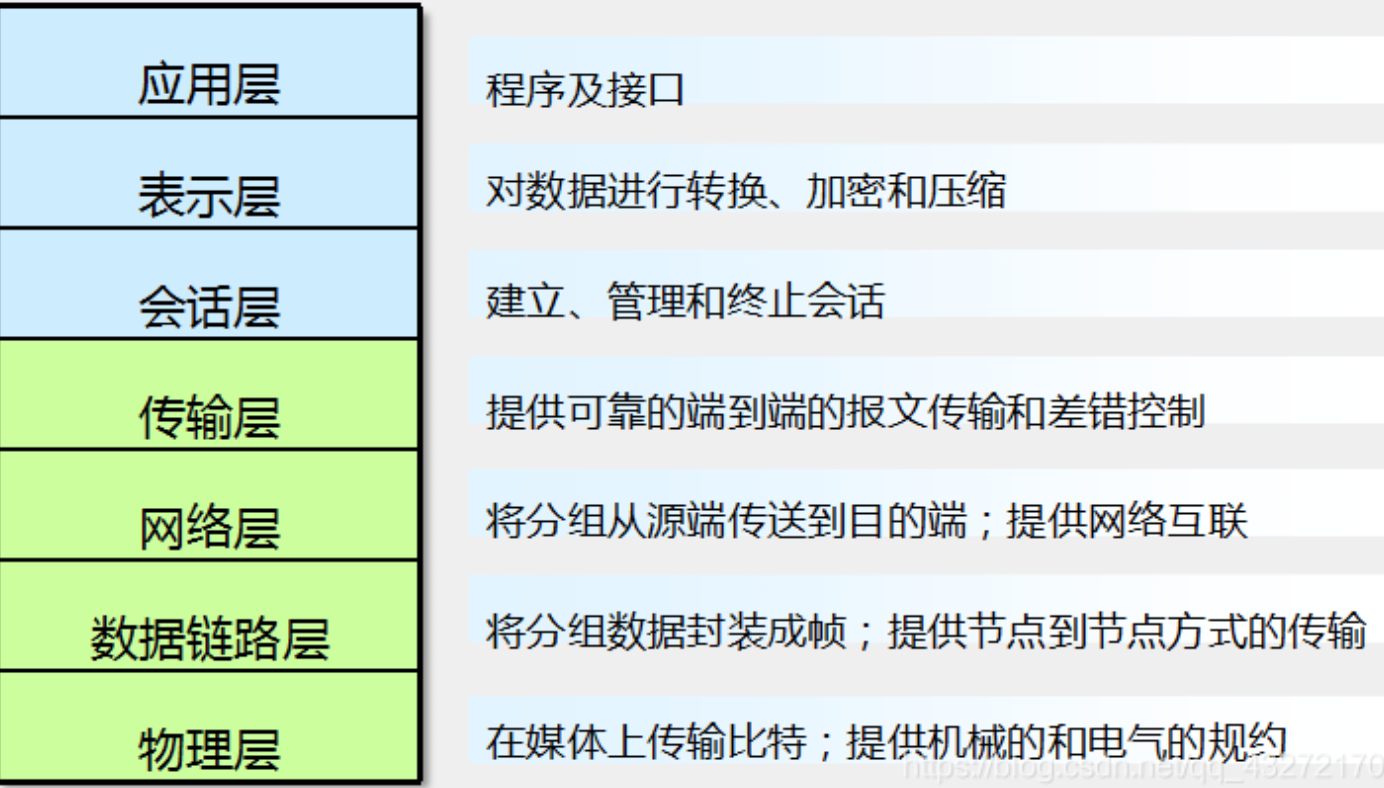 应用层
程序及接口
表示层
对数据进行转换、加密和压缩
会话层
建立、管理和终止会话
传输层
提供可靠的端到端的报文传输和差错控制
网络层
将分组从源端传送到目的端；提供网络互联
数据链路层
将分组数据封装成帧；提供节点到节点方式的传输
物理层
在媒体上传输比特；提供机械的和电气的规约
https://blog.csdn.net/qq_43272170